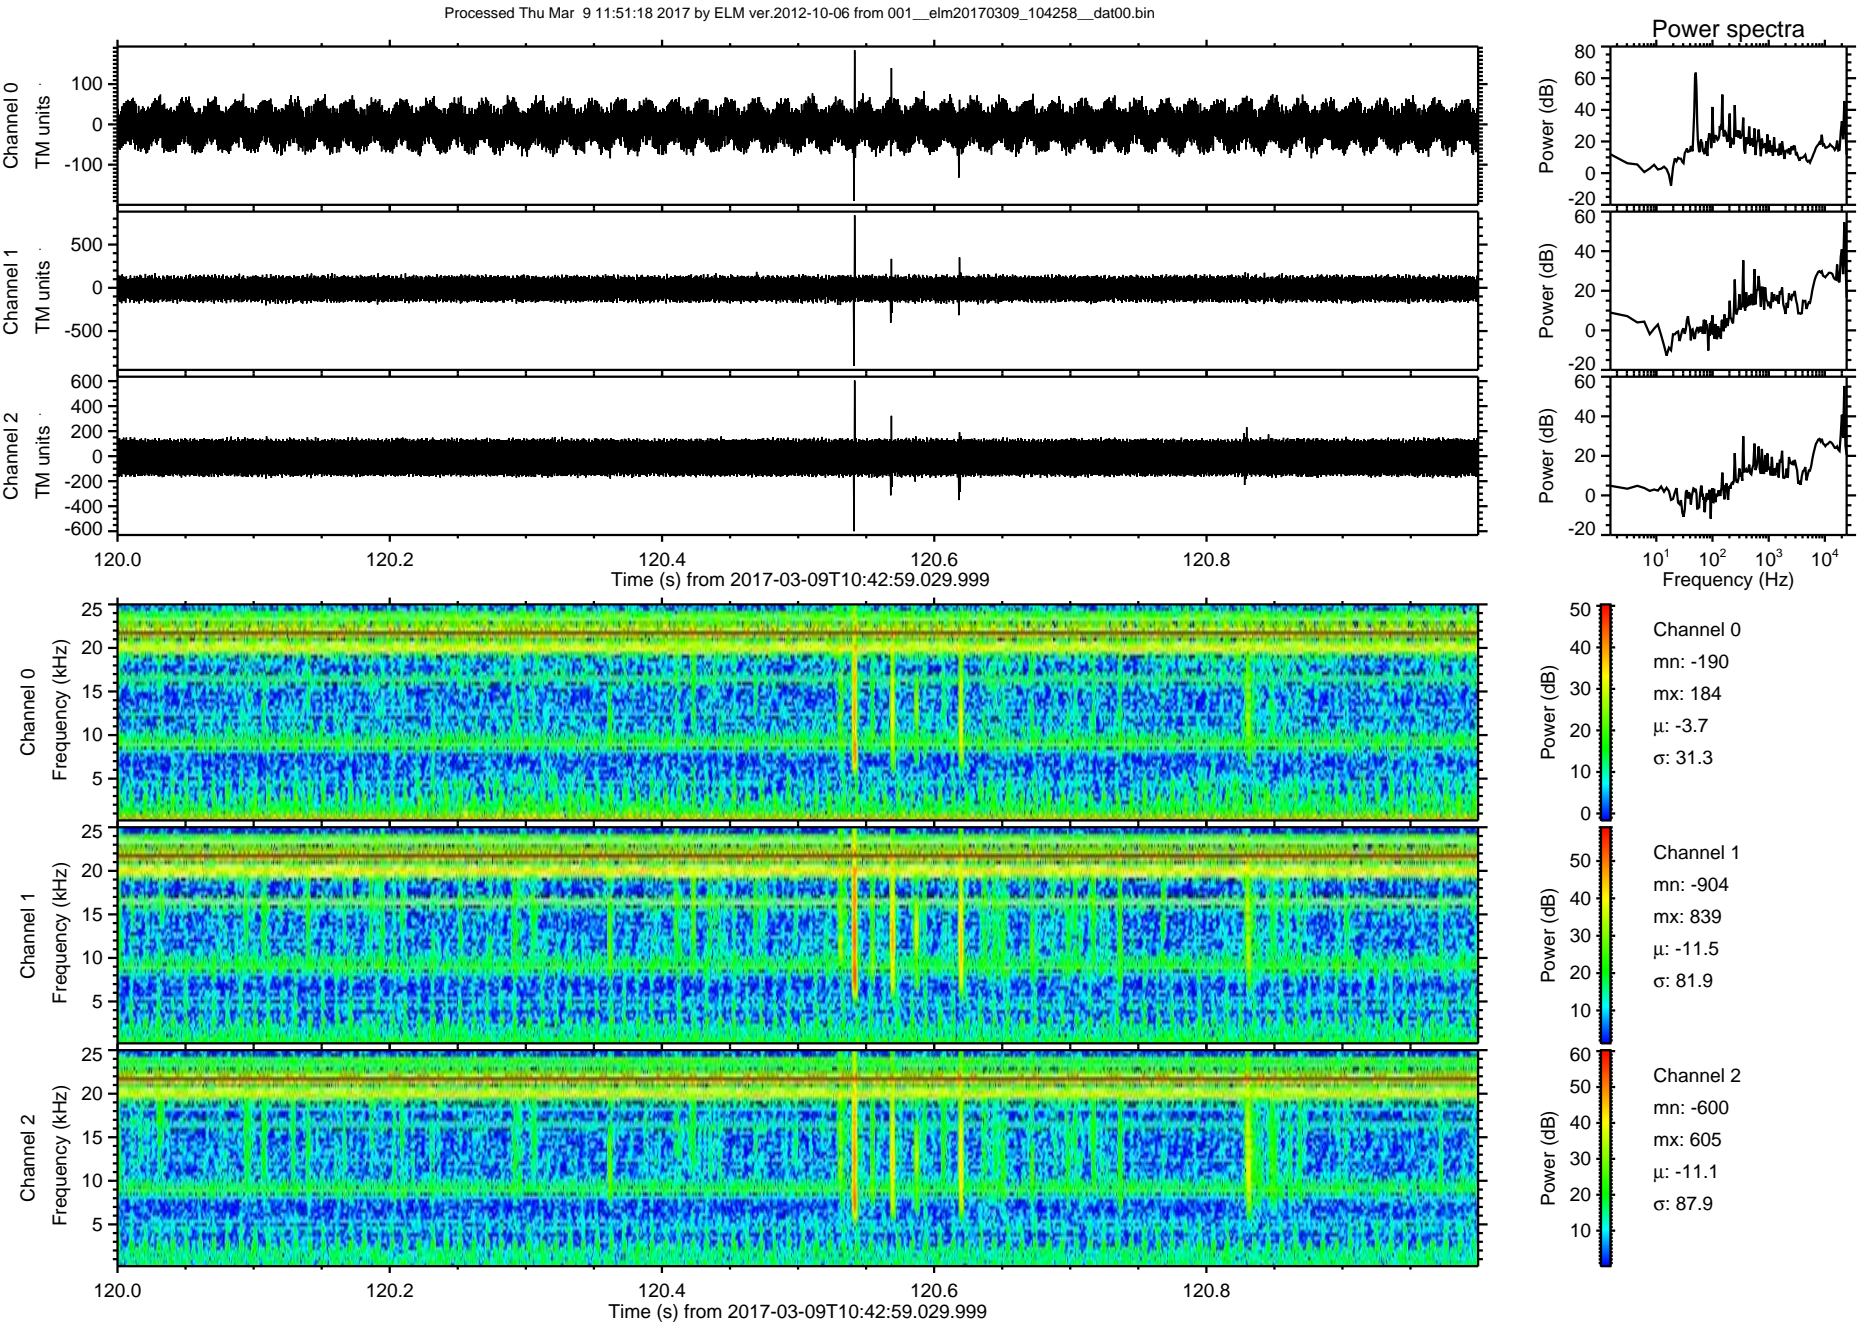 Processed Thu Mar  9 11:51:18 2017 by ELM ver.2012-10-06 from 001__elm20170309_104258__dat00.bin
Power spectra
Channel 0
TM units
100
0
-100
Power (dB)
80
60
40
20
0
-20
Channel 1
TM units
500
0
-500
Power (dB)
60
40
20
0
-20
Channel 2
TM units
600
400
200
0
-200
-400
-600
Power (dB)
60
40
20
0
-20
120.0 120.2 120.4 120.6 120.8
Time (s) from 2017-03-09T10:42:59.029.999
10^1 10^2 10^3 10^4
Frequency (Hz)
Channel 0
Frequency (kHz)
25
20
15
10
5
Power (dB)
50
40
30
20
10
0
Channel 0
mn: -190
mx: 184
μ: -3.7
σ: 31.3
Channel 1
Frequency (kHz)
25
20
15
10
5
Power (dB)
50
40
30
20
10
Channel 1
mn: -904
mx: 839
μ: -11.5
σ: 81.9
Channel 2
Frequency (kHz)
25
20
15
10
5
Power (dB)
60
50
40
30
20
10
Channel 2
mn: -600
mx: 605
μ: -11.1
σ: 87.9
120.0 120.2 120.4 120.6 120.8
Time (s) from 2017-03-09T10:42:59.029.999